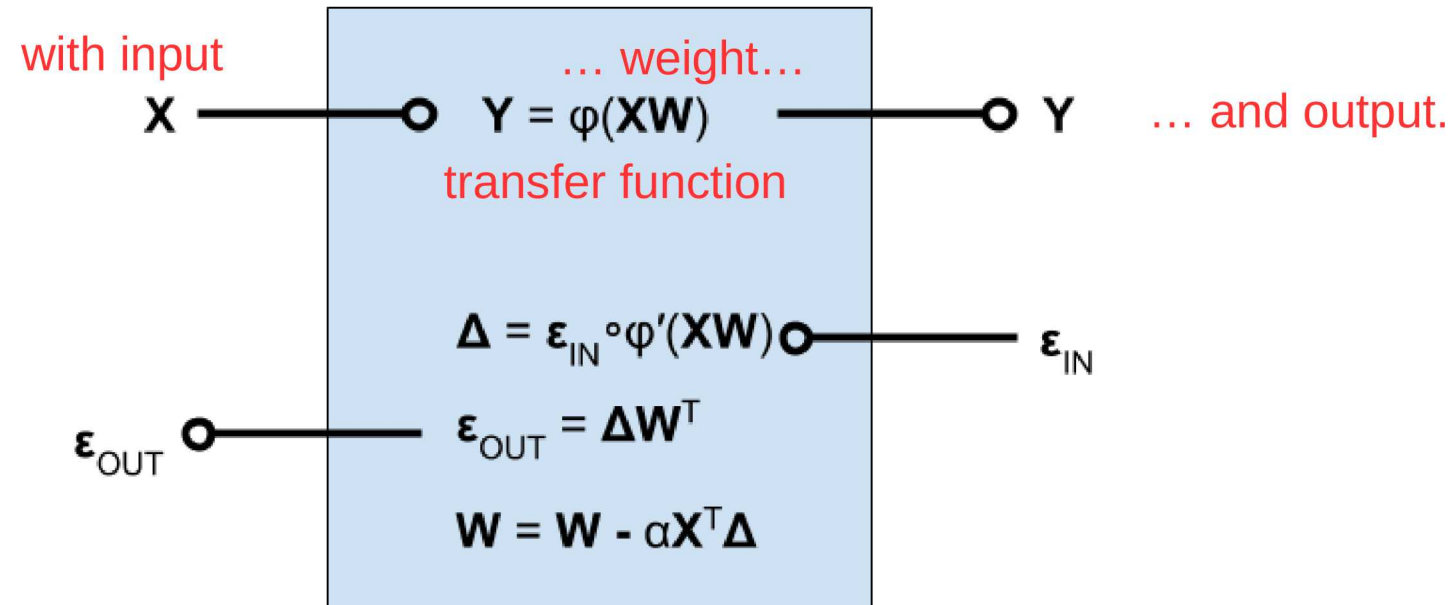 with input
… weight…
X Y = φ(XW) Y … and output.
transfer function
Δ = ε_IN ∘φ′(XW) ε_IN
ε_OUT ε_OUT = ΔW^T
W = W - αX^TΔ